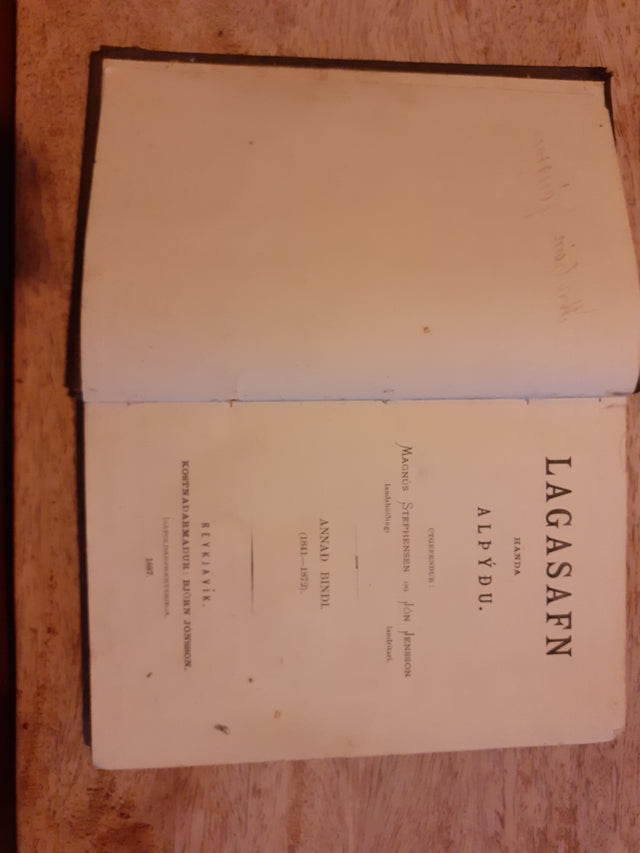 LAGASAFN
HANDA
ALÞÝÐU.
ÚTGEFENDUR:
MAGNÚS STEPHENSEN OG JÓN JENSSON
landshöfðingi landritari.
ANNAÐ BINDI.
(1841—1873).
REYKJAVÍK.
KOSTNAÐARMAÐUR: BJÖRN JÓNSSON.
ÍSAFOLDARPRENTSMIÐJA.
1887.